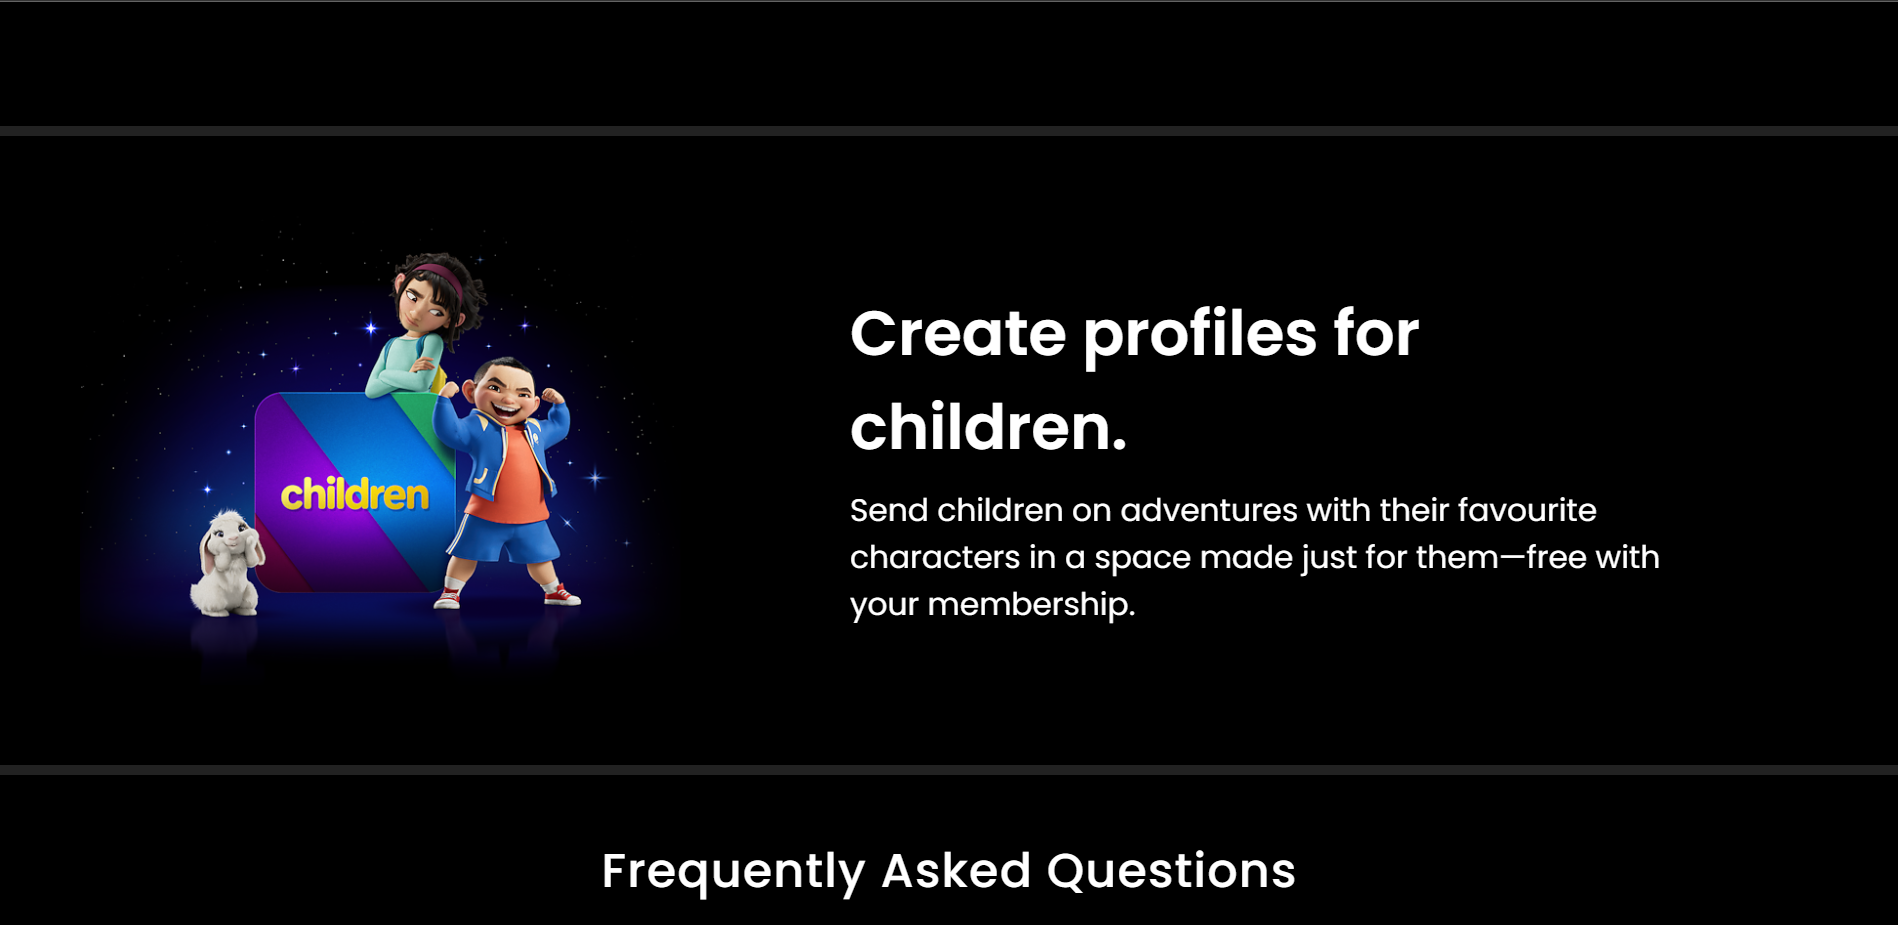 Create profiles for
children.
children
Send children on adventures with their favourite
characters in a space made just for them—free with
your membership.
Frequently Asked Questions